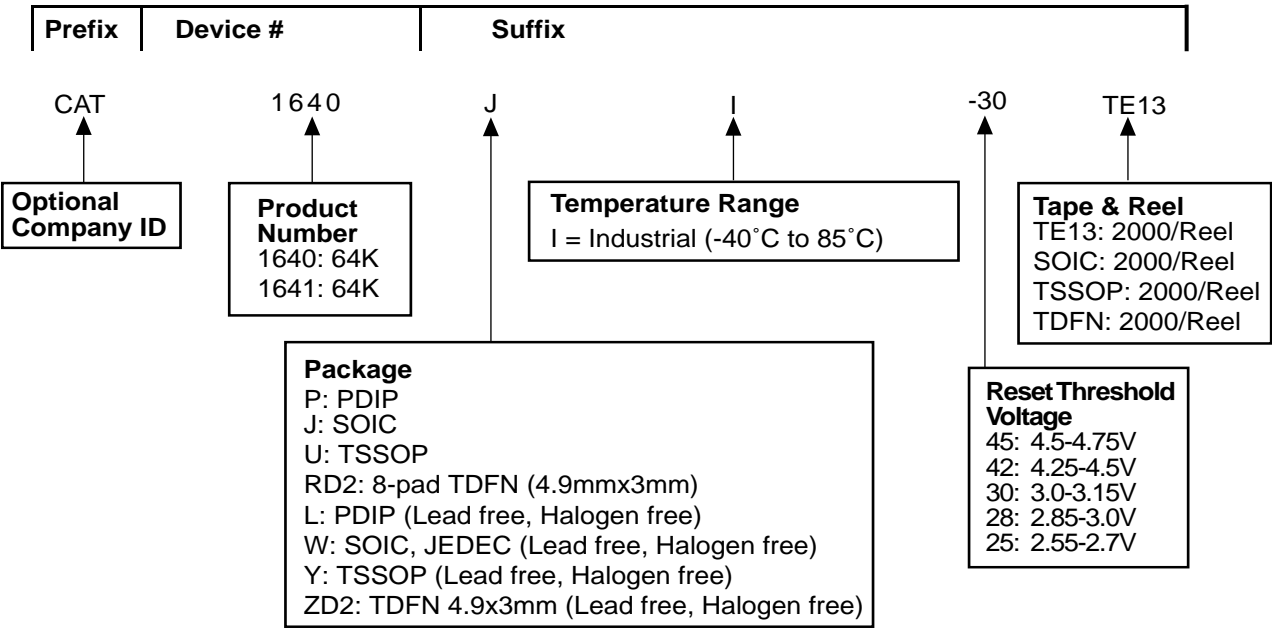 Prefix Device # Suffix
CAT 1640 J I -30 TE13
Optional
Company ID
Product
Number
1640: 64K
1641: 64K
Temperature Range
I = Industrial (-40˚C to 85˚C)
Tape & Reel
TE13: 2000/Reel
SOIC: 2000/Reel
TSSOP: 2000/Reel
TDFN: 2000/Reel
Package
P: PDIP
J: SOIC
U: TSSOP
RD2: 8-pad TDFN (4.9mmx3mm)
L: PDIP (Lead free, Halogen free)
W: SOIC, JEDEC (Lead free, Halogen free)
Y: TSSOP (Lead free, Halogen free)
ZD2: TDFN 4.9x3mm (Lead free, Halogen free)
Reset Threshold
Voltage
45: 4.5-4.75V
42: 4.25-4.5V
30: 3.0-3.15V
28: 2.85-3.0V
25: 2.55-2.7V